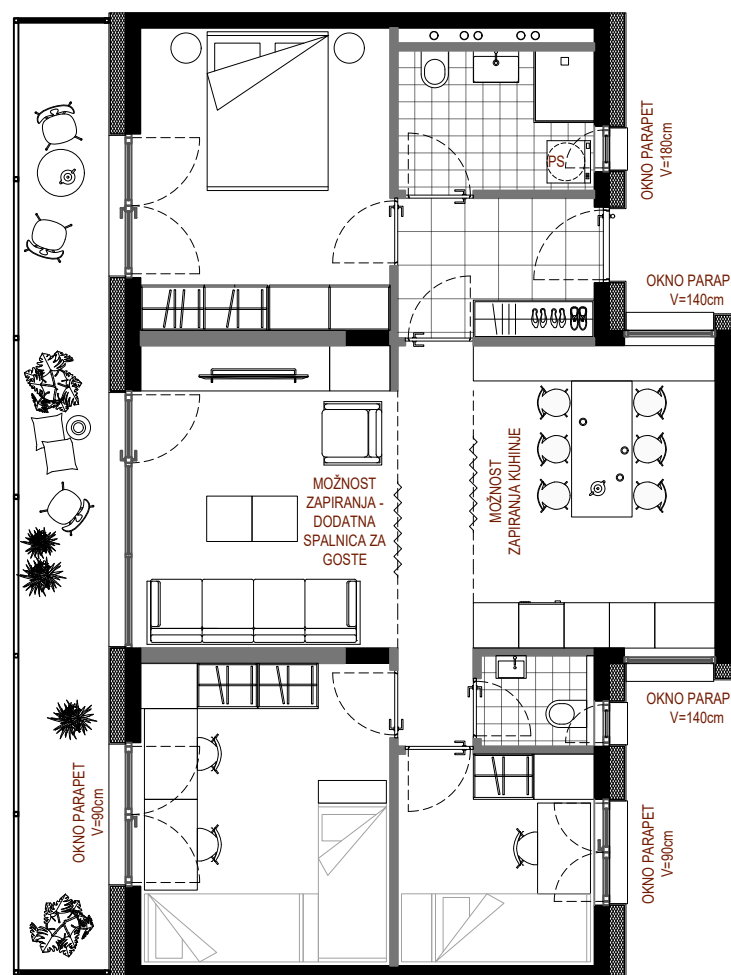 PS
OKNO PARAPET
V=180cm
OKNO PARAP
V=140cm
MOŽNOST
ZAPIRANJA -
DODATNA
SPALNICA ZA
GOSTE
MOŽNOST
ZAPIRANJA KUHINJE
OKNO PARAP
V=140cm
OKNO PARAPET
V=90cm
OKNO PARAPET
V=90cm